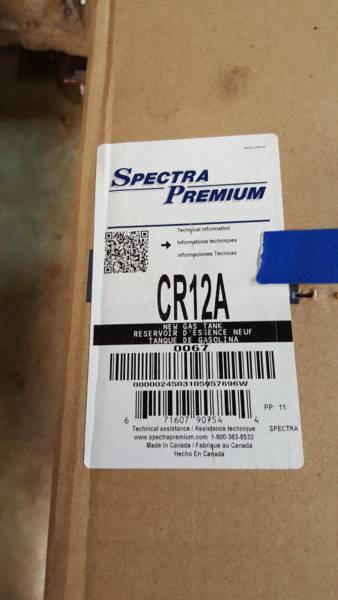 SPECTRA
PREMIUM
Technical Information
Informations techniques
Informaciones Tecnicas
CR12A
NEW GAS TANK
RESERVOIR D'ESSENCE NEUF
TANQUE DE GASOLINA
0067
0000024503105957696W
PP: 11
6 71607 90754 4
Technical assistance / Assistance technique SPECTRA
www.spectrapremium.com 1-800-363-8533
Made In Canada / Fabriqué au Canada
Hecho En Canada